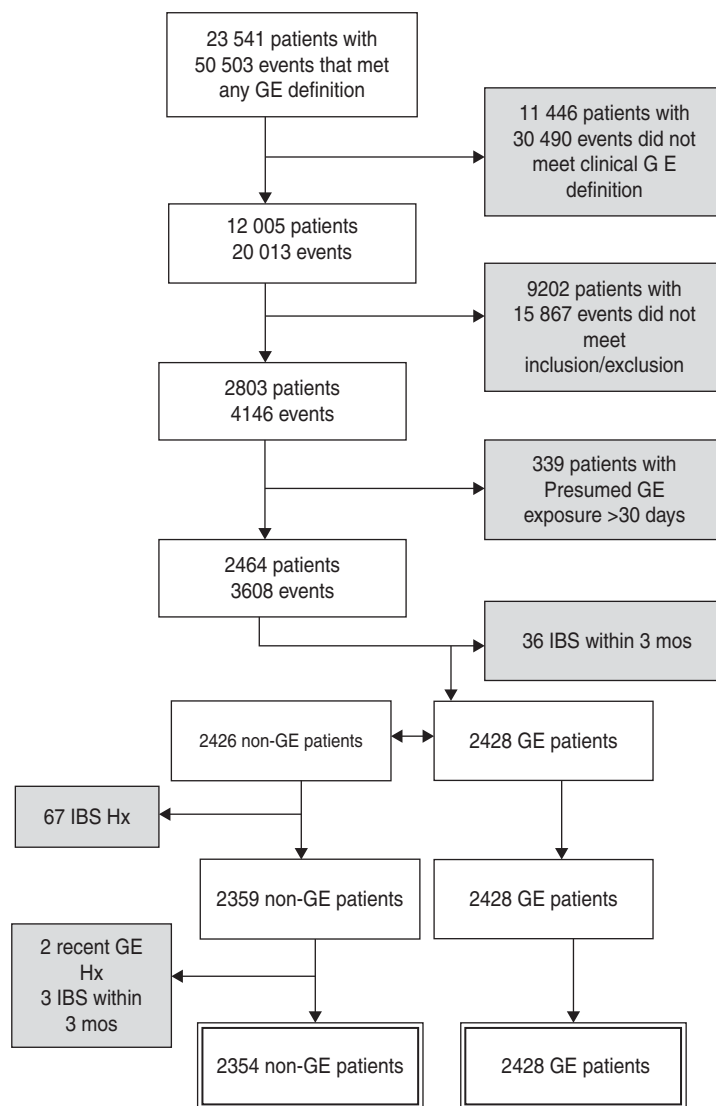 23 541 patients with
50 503 events that met
any GE definition
11 446 patients with
30 490 events did not
meet clinical G E
definition
12 005 patients
20 013 events
9202 patients with
15 867 events did not
meet
inclusion/exclusion
2803 patients
4146 events
339 patients with
Presumed GE
exposure >30 days
2464 patients
3608 events
36 IBS within 3 mos
2426 non-GE patients
2428 GE patients
67 IBS Hx
2359 non-GE patients
2428 GE patients
2 recent GE
Hx
3 IBS within
3 mos
2354 non-GE patients
2428 GE patients